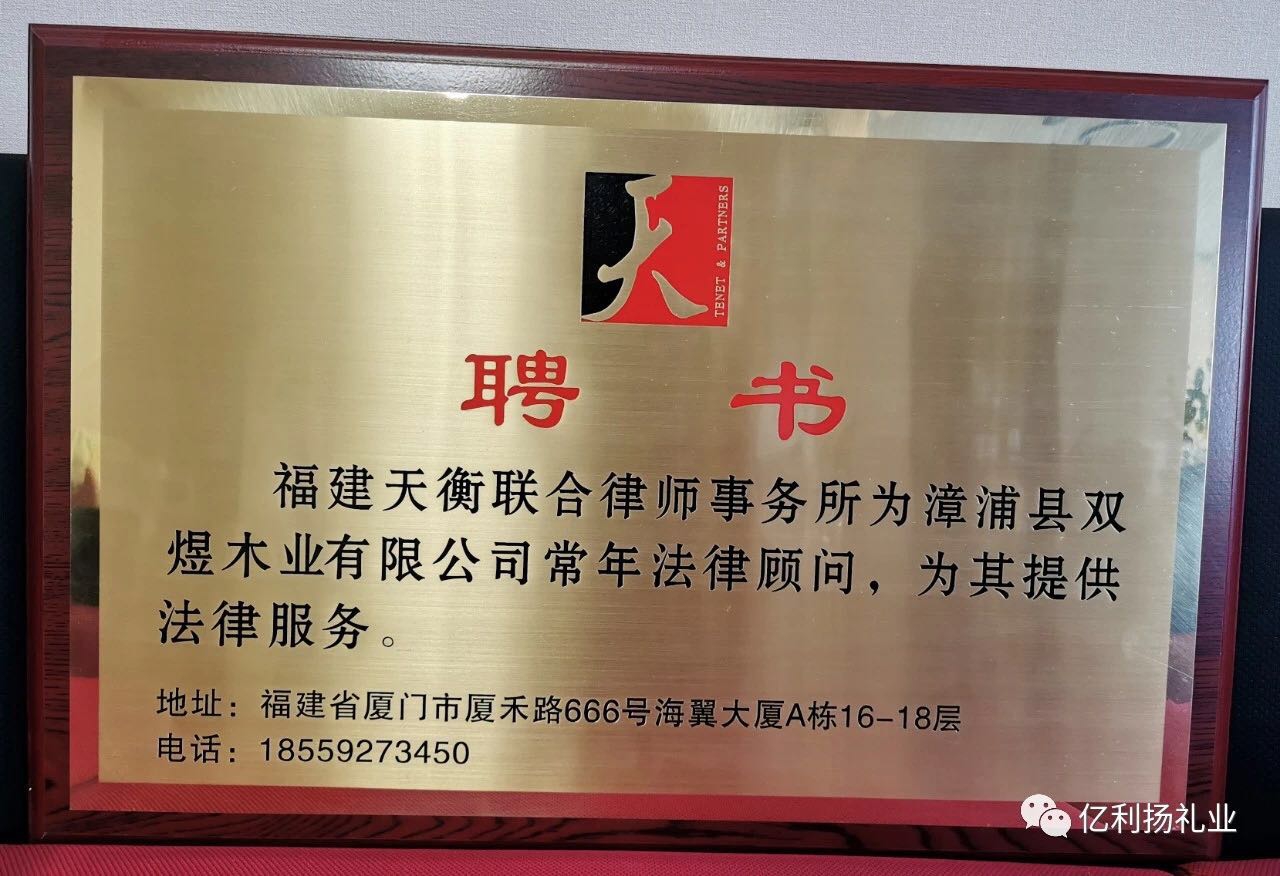 天
TENET & PARTNERS
聘 书
福建天衡联合律师事务所为漳浦县双
煜木业有限公司常年法律顾问，为其提供
法律服务。
地址：福建省厦门市厦禾路666号海翼大厦A栋16-18层
电话：18559273450
亿利扬礼业